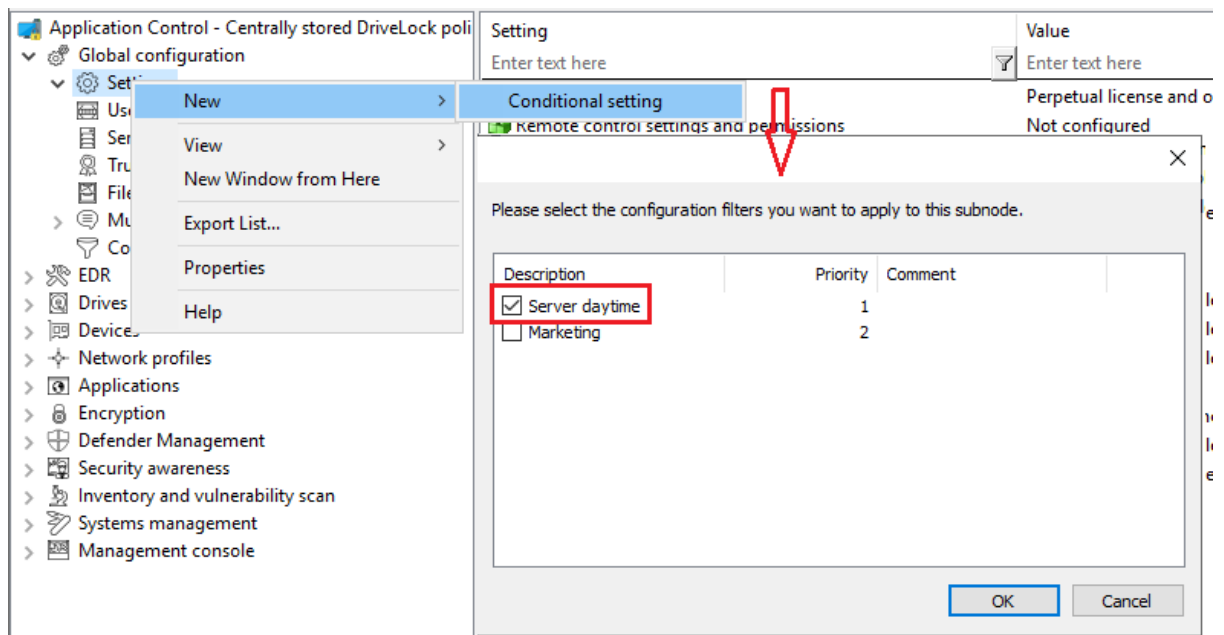 Application Control - Centrally stored DriveLock poli
Global configuration
New
Conditional setting
View
New Window from Here
Export List...
Properties
Help
EDR
Drives
Devices
Network profiles
Applications
Encryption
Defender Management
Security awareness
Inventory and vulnerability scan
Systems management
Management console
Setting Value
Enter text here Enter text here
Perpetual license and o
Remote control settings and permissions Not configured
Please select the configuration filters you want to apply to this subnode.
Description Priority Comment
Server daytime 1
Marketing 2
OK Cancel